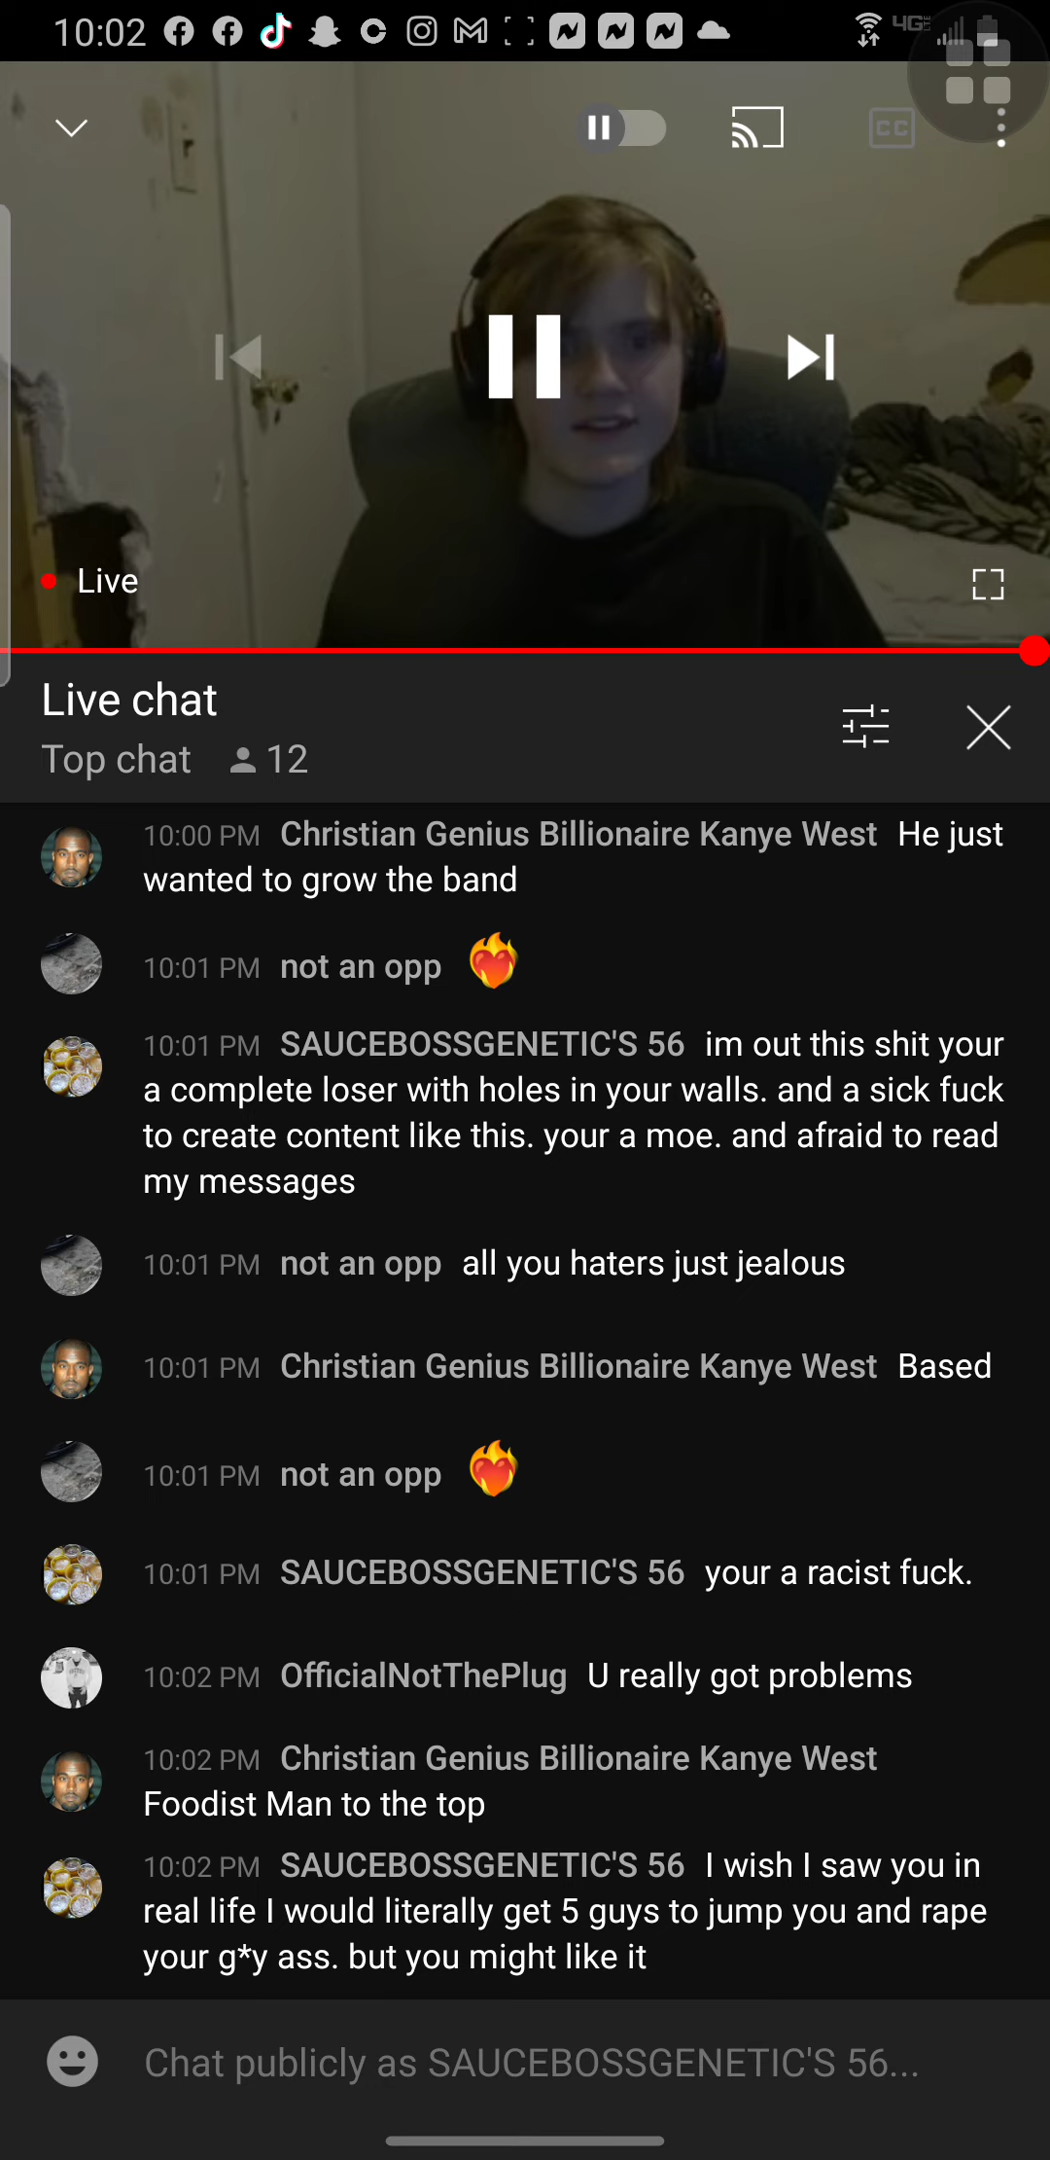 10:02
4G
CC
Live
Live chat
Top chat 12
10:00 PM Christian Genius Billionaire Kanye West He just
wanted to grow the band
10:01 PM not an opp
10:01 PM SAUCEBOSSGENETIC'S 56 im out this shit your
a complete loser with holes in your walls. and a sick fuck
to create content like this. your a moe. and afraid to read
my messages
10:01 PM not an opp all you haters just jealous
10:01 PM Christian Genius Billionaire Kanye West Based
10:01 PM not an opp
10:01 PM SAUCEBOSSGENETIC'S 56 your a racist fuck.
10:02 PM OfficialNotThePlug U really got problems
10:02 PM Christian Genius Billionaire Kanye West
Foodist Man to the top
10:02 PM SAUCEBOSSGENETIC'S 56 I wish I saw you in
real life I would literally get 5 guys to jump you and rape
your g*y ass. but you might like it
Chat publicly as SAUCEBOSSGENETIC'S 56...